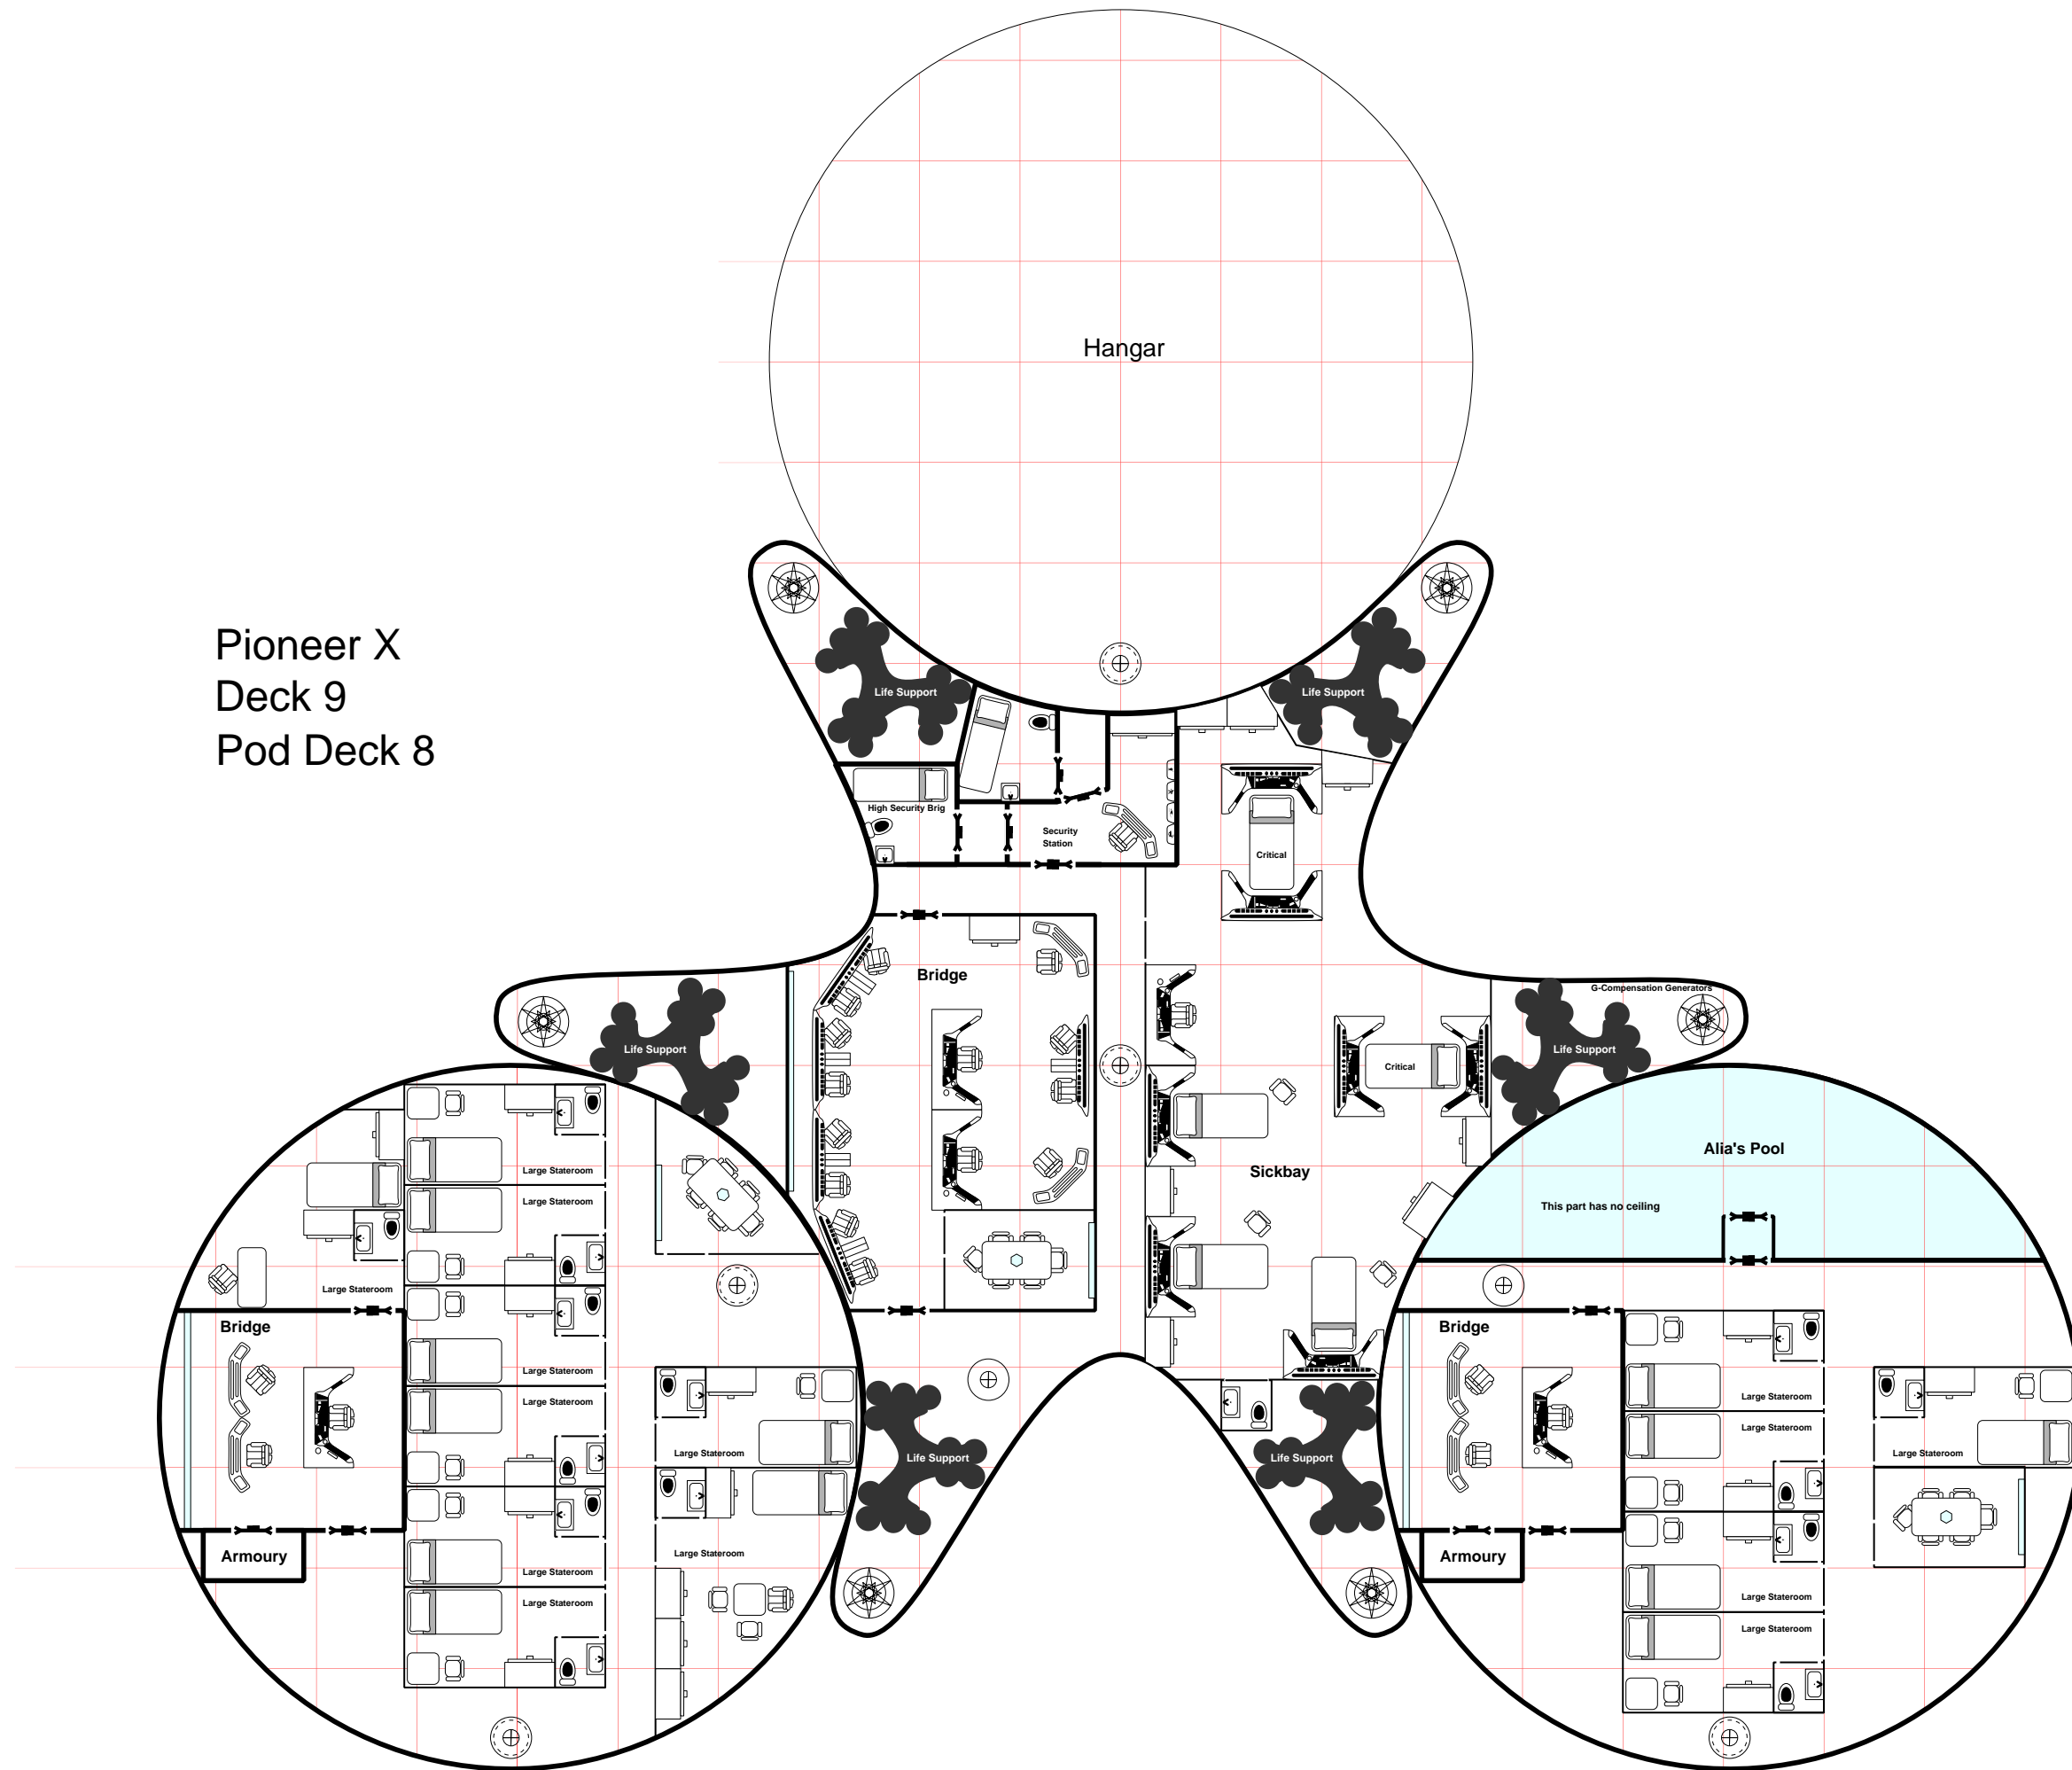 Hangar
Pioneer X
Deck 9
Pod Deck 8
Life Support
Life Support
High Security Brig
Security
Station
Critical
Bridge
G-Compensation Generators
Life Support
Life Support
Critical
Sickbay
Alia's Pool
This part has no ceiling
Large Stateroom
Large Stateroom
Large Stateroom
Bridge
Bridge
Large Stateroom
Large Stateroom
Large Stateroom
Large Stateroom
Large Stateroom
Large Stateroom
Large Stateroom
Life Support
Life Support
Armoury
Large Stateroom
Large Stateroom
Large Stateroom
Armoury
Large Stateroom
Large Stateroom